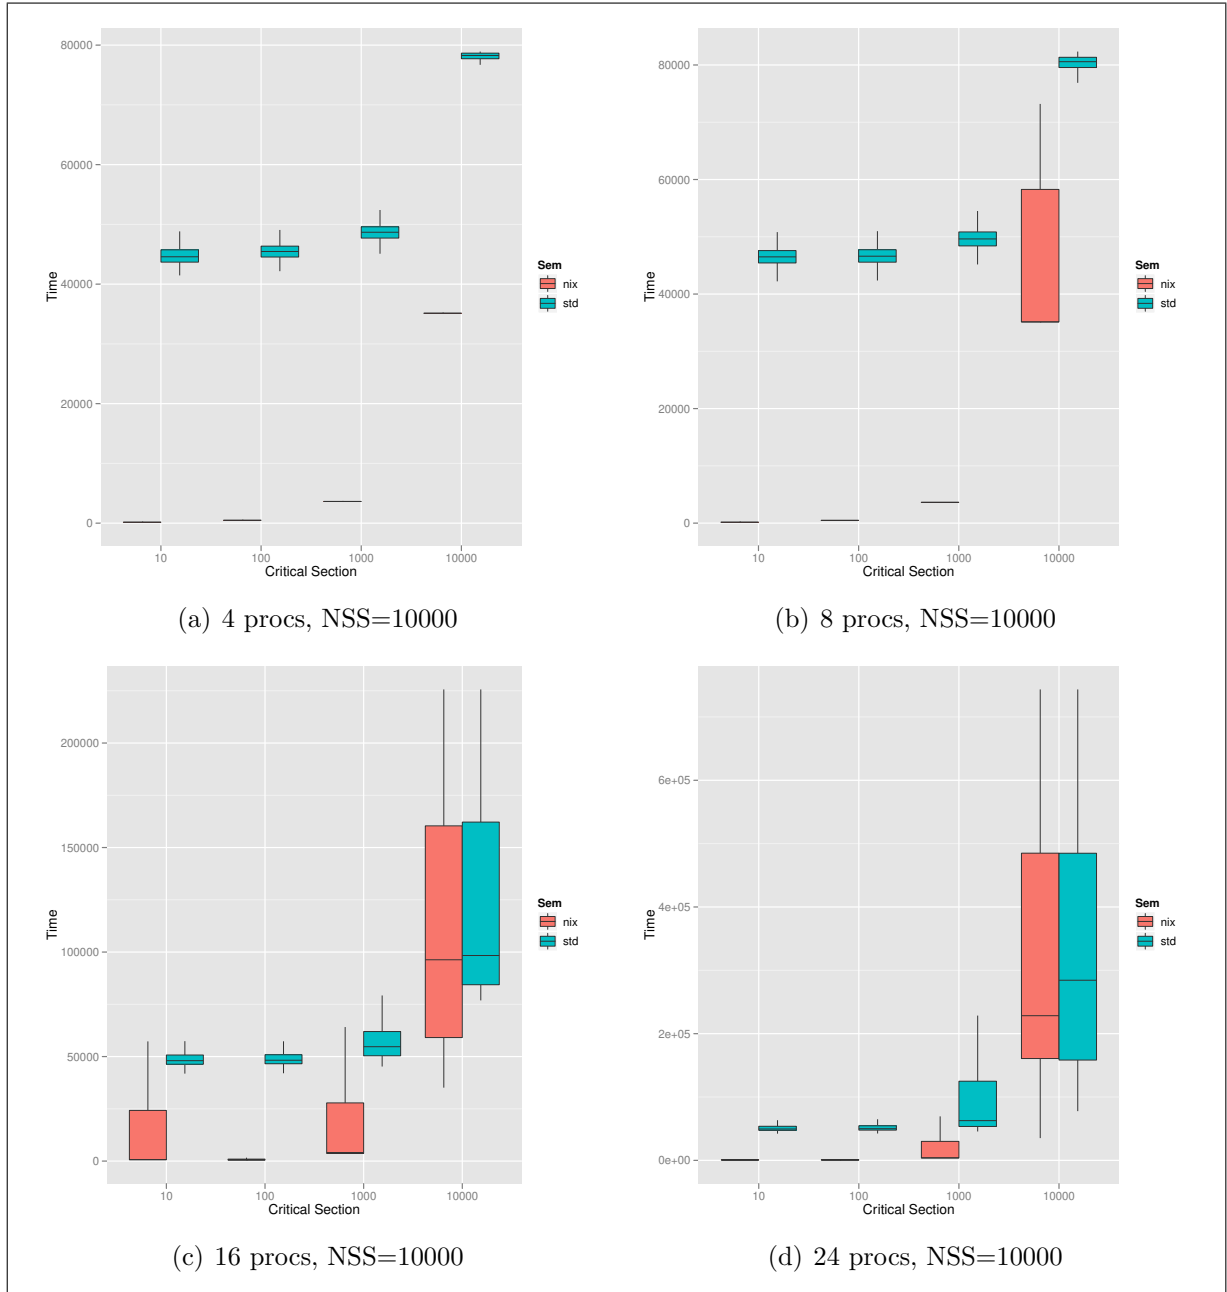 80000
60000
40000
20000
0
Time
10
100
1000
10000
Critical Section
Sem
nix
std
(a) 4 procs, NSS=10000
80000
60000
40000
20000
0
Time
10
100
1000
10000
Critical Section
Sem
nix
std
(b) 8 procs, NSS=10000
200000
150000
100000
50000
0
Time
10
100
1000
10000
Critical Section
Sem
nix
std
(c) 16 procs, NSS=10000
6e+05
4e+05
2e+05
0e+00
Time
10
100
1000
10000
Critical Section
Sem
nix
std
(d) 24 procs, NSS=10000